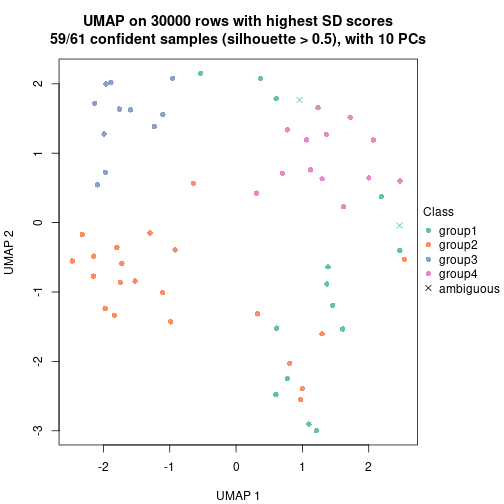 UMAP on 30000 rows with highest SD scores
59/61 confident samples (silhouette > 0.5), with 10 PCs
2
1
0
-1
-2
-3
UMAP 2
-2
-1
0
1
2
UMAP 1
Class
group1
group2
group3
group4
ambiguous